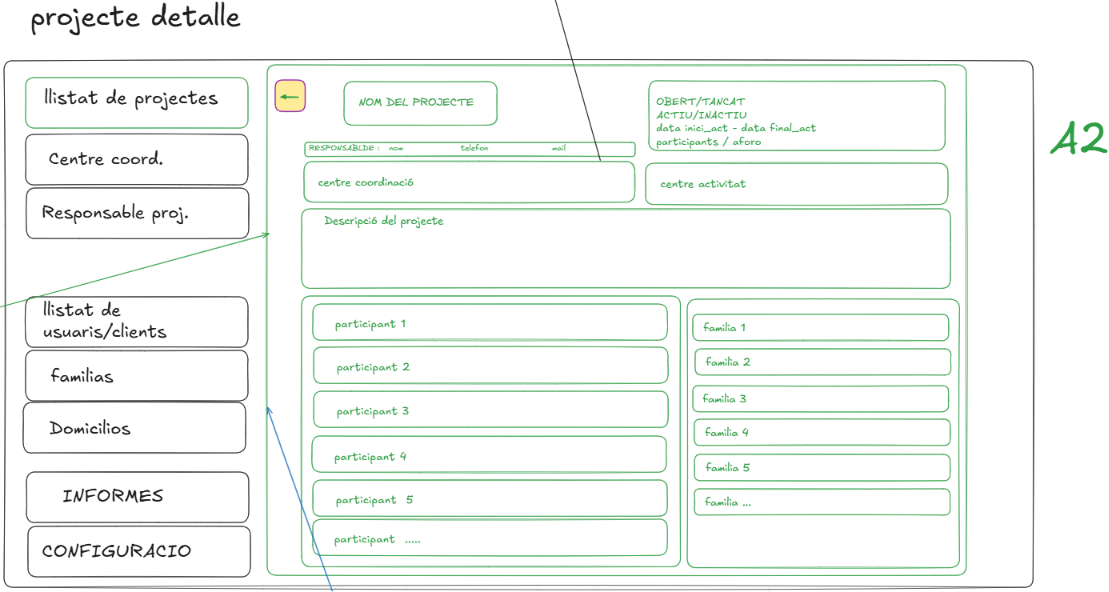 projecte detalle
llistat de projectes
Centre coord.
Responsable proj.
llistat de
usuaris/clients
familias
Domicilios
INFORMES
CONFIGURACIO
NOM DEL PROJECTE
OBERT/TANCAT
ACTIU/INACTIU
data inici_act - data final_act
participants / aforo
RESPONSABLDE : nom telefon mail
centre coordinació
centre activitat
Descripció del projecte
participant 1
participant 2
participant 3
participant 4
participant 5
participant .....
familia 1
familia 2
familia 3
familia 4
familia 5
familia ...
A2